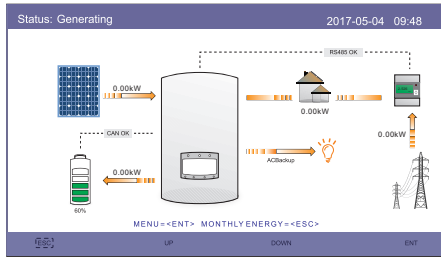 Status: Generating 2017-05-04 09:48
RS485 OK
0.00kW
0.00kW
0.00kW
CAN OK
0.00kW
ACBackup
60%
MENU=<ENT> MONTHLY ENERGY=<ESC>
ESC UP DOWN ENT